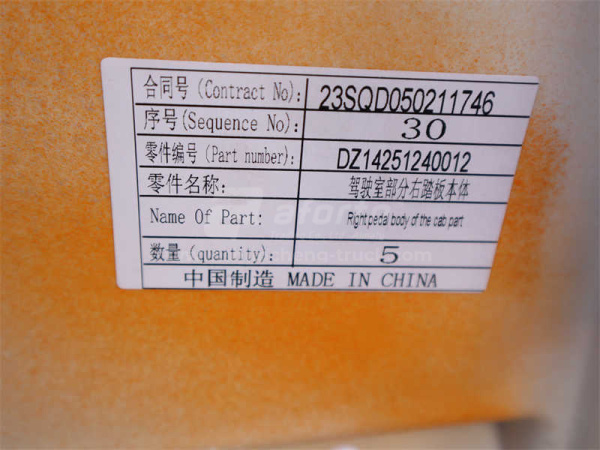 合同号(Contract No): 23SQD050211746
序号(Sequence No): 30
零件编号(Part number): DZ14251240012
零件名称: 驾驶室部分右踏板本体
Name Of Part: Right pedal body of the cab part
数量(quantity): 5
中国制造 MADE IN CHINA